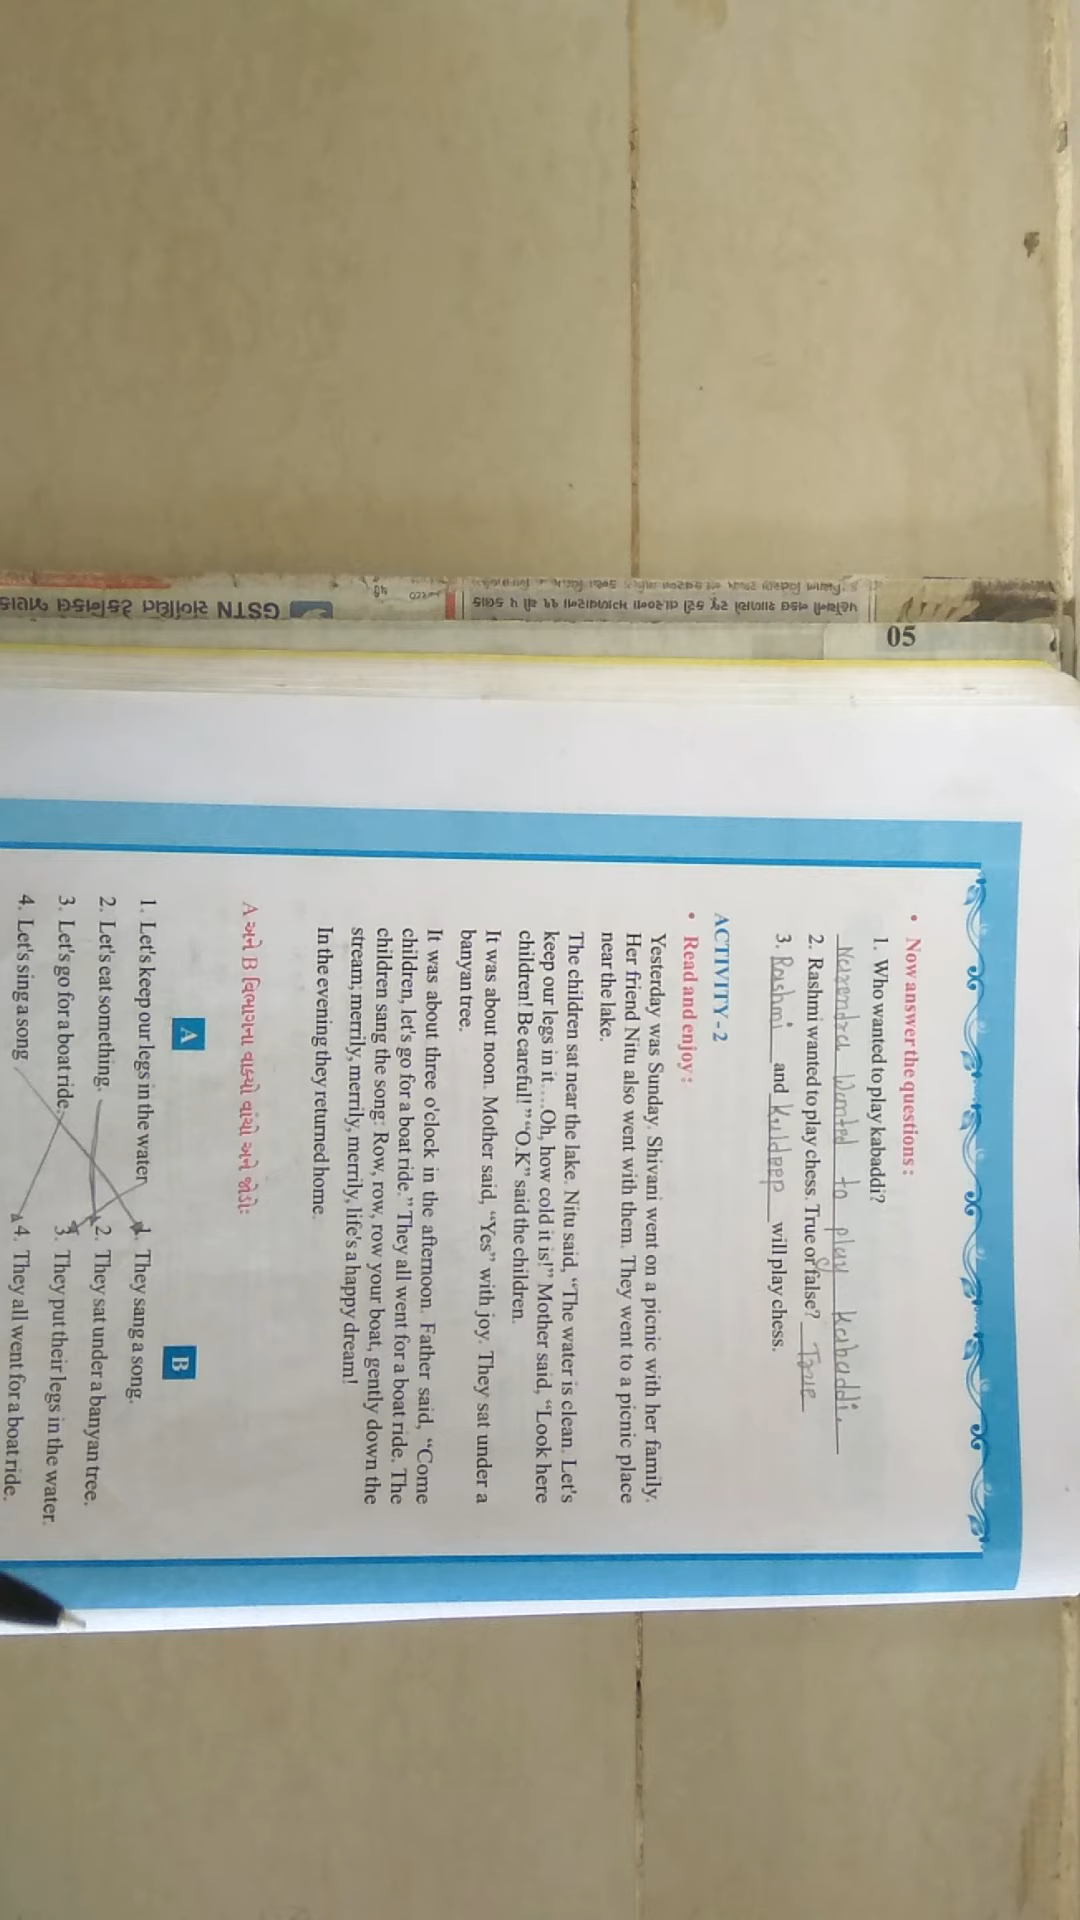 • Now answer the questions :
1. Who wanted to play kabaddi?
Narendra Wanted to play kabaddi.
2. Rashmi wanted to play chess. True or false? True
3. Rashmi and Kuldeep will play chess.
ACTIVITY - 2
• Read and enjoy :
Yesterday was Sunday. Shivani went on a picnic with her family.
Her friend Nitu also went with them. They went to a picnic place
near the lake.
The children sat near the lake. Nitu said, “The water is clean. Let's
keep our legs in it....Oh, how cold it is!” Mother said, “Look here
children! Be careful!” “O.K” said the children.
It was about noon. Mother said, “Yes” with joy. They sat under a
banyan tree.
It was about three o'clock in the afternoon. Father said, “Come
children, let's go for a boat ride.” They all went for a boat ride. The
children sang the song: Row, row, row your boat, gently down the
stream; merrily, merrily, merrily, merrily, life's a happy dream!
In the evening they returned home.
A અને B વિભાગના વાક્યો વાંચો અને જોડો:
A B
1. Let's keep our legs in the water 1. They sang a song.
2. Let's eat something. 2. They sat under a banyan tree.
3. Let's go for a boat ride. 3. They put their legs in the water.
4. Let's sing a song 4. They all went for a boat ride.
05
GSTN સંબંધિત ટેકનિકલ